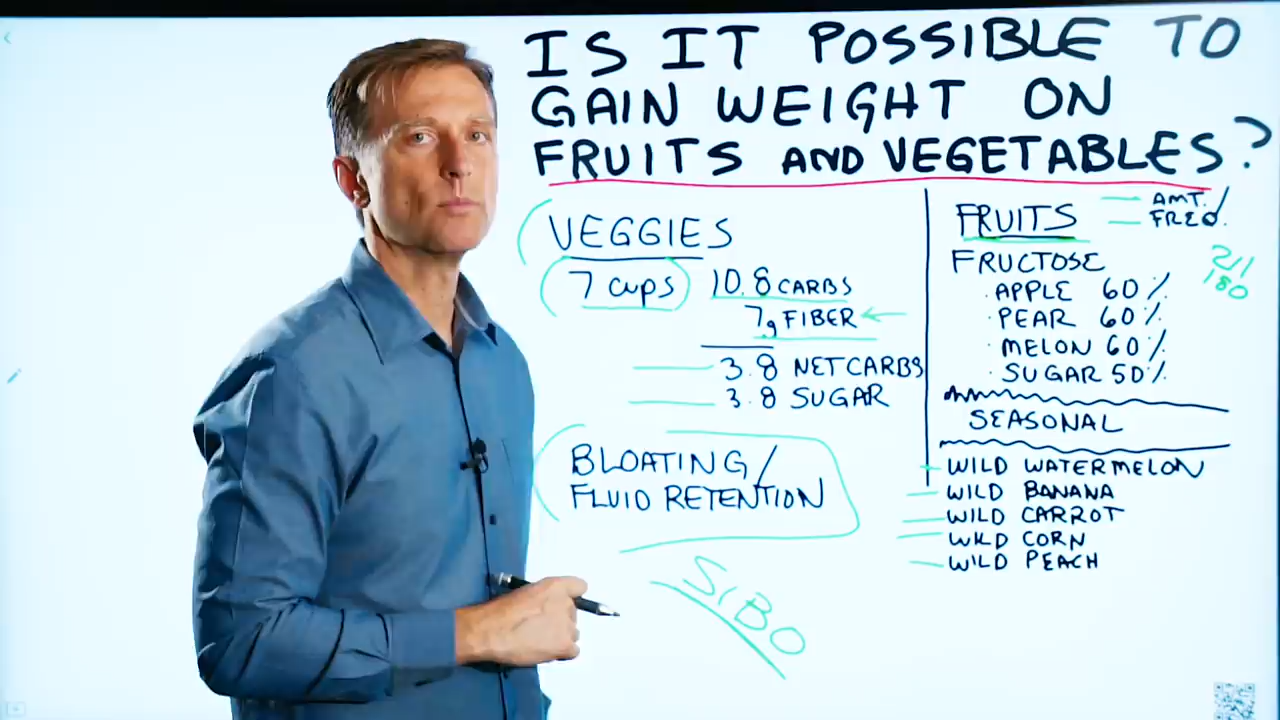 IS IT POSSIBLE TO
GAIN WEIGHT ON
FRUITS AND VEGETABLES?
VEGGIES
7 CUPS 10.8 CARBS
7g FIBER
3.8 NET CARBS
3.8 SUGAR
BLOATING/
FLUID RETENTION
SIBO
FRUITS AMT./
FREQ.
FRUCTOSE
· APPLE 60%
· PEAR 60%
· MELON 60%
· SUGAR 50%
SEASONAL
WILD WATERMELON
WILD BANANA
WILD CARROT
WILD CORN
WILD PEACH